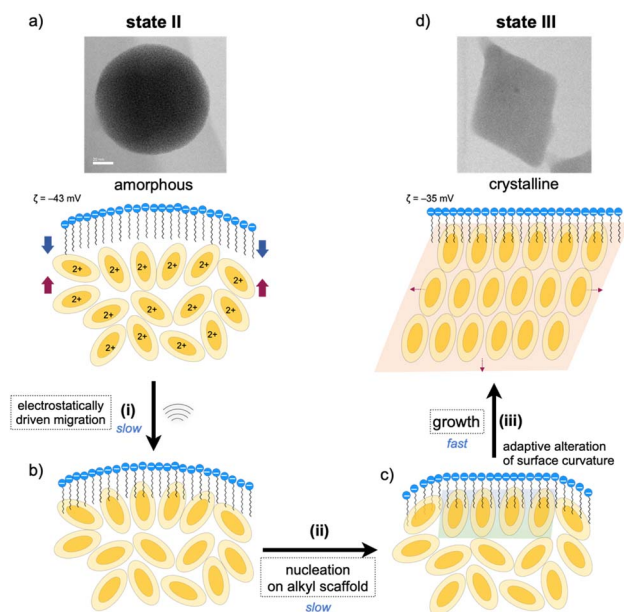 state II
state III
a)
d)
amorphous
crystalline
ζ = –43 mV
ζ = –35 mV
2+ 2+ 2+ 2+ 2+ 2+
2+ 2+ 2+ 2+ 2+
2+ 2+ 2+ 2+
electrostatically
driven migration
(i)
slow
growth
(iii)
fast
adaptive alteration
of surface curvature
b)
c)
(ii)
nucleation
on alkyl scaffold
slow